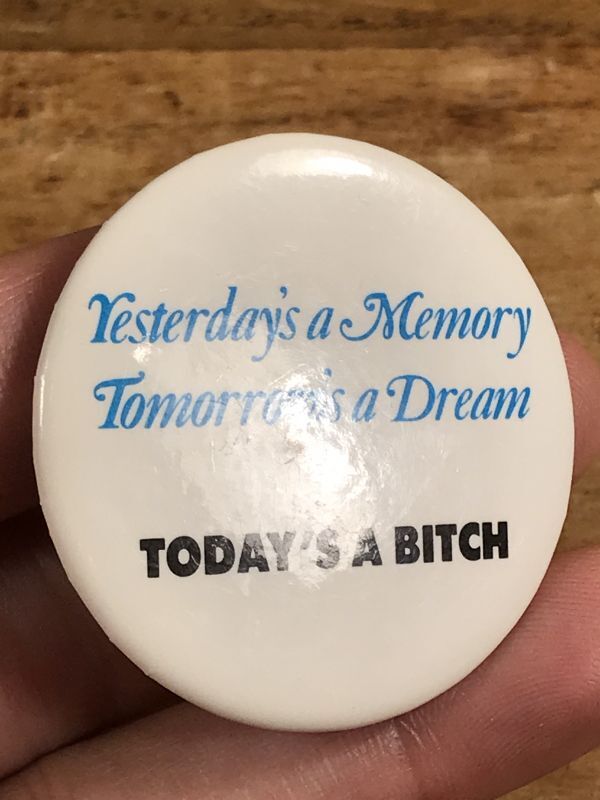 Yesterday's a Memory
Tomorrow's a Dream
TODAY'S A BITCH